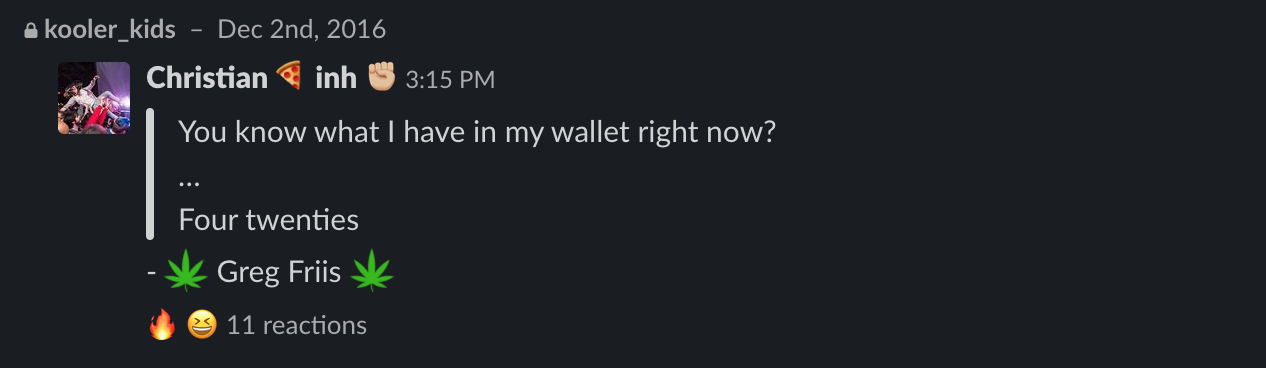 kooler_kids – Dec 2nd, 2016
Christian 🍕 inh ✊🏼 3:15 PM
You know what I have in my wallet right now?
...
Four twenties
- 🌿 Greg Friis 🌿
🔥 😆 11 reactions